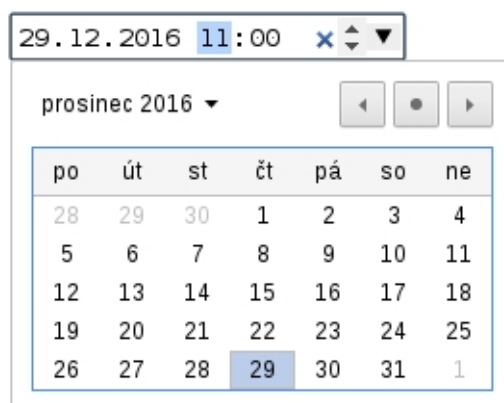 29.12.2016 11:00
prosinec 2016
po út st čt pá so ne
28 29 30 1 2 3 4
5 6 7 8 9 10 11
12 13 14 15 16 17 18
19 20 21 22 23 24 25
26 27 28 29 30 31 1